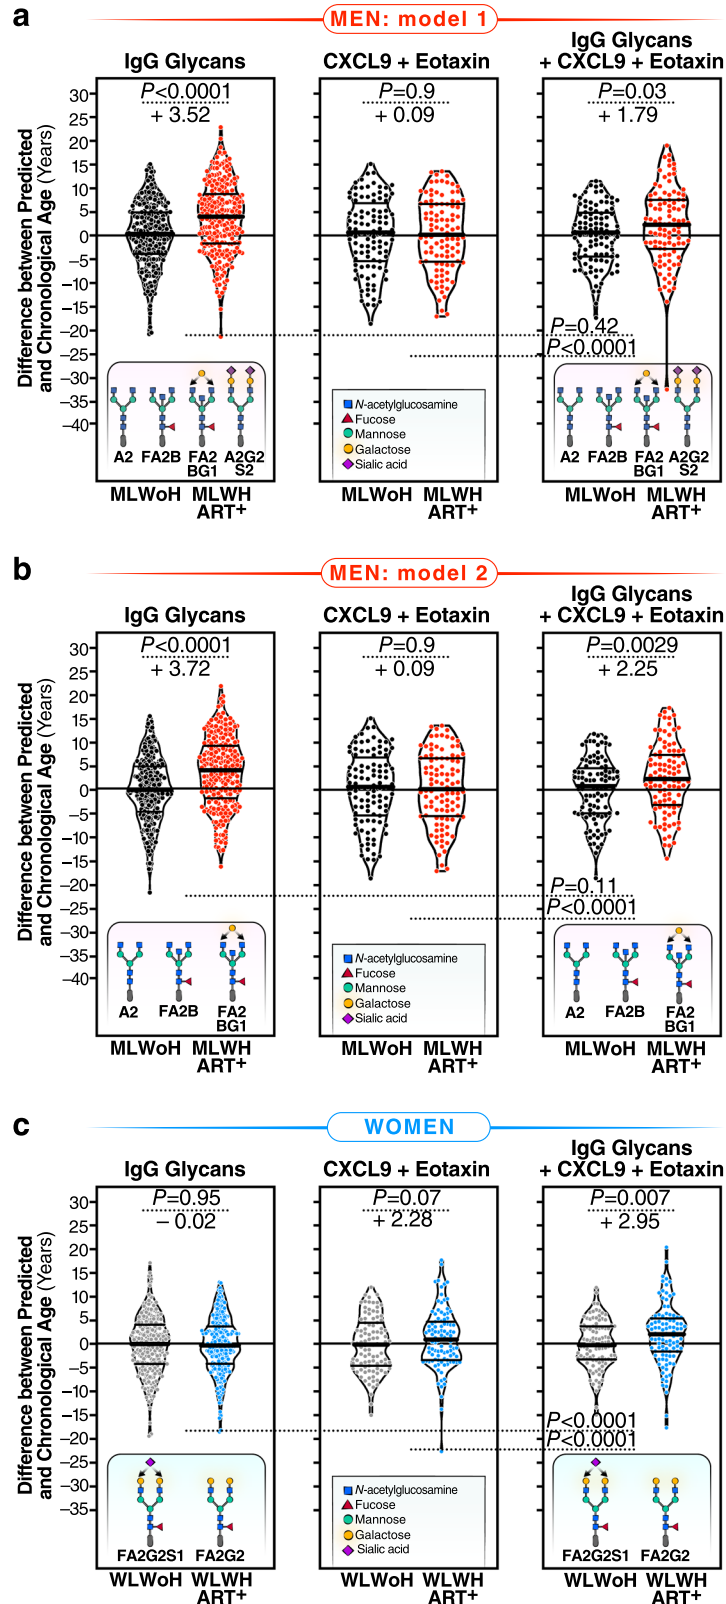 a
MEN: model 1
IgG Glycans
CXCL9 + Eotaxin
IgG Glycans
+ CXCL9 + Eotaxin
Difference between Predicted
and Chronological Age (Years)
30
25
20
15
10
5
0
−5
−10
−15
−20
−25
−30
−35
−40
P<0.0001
+ 3.52
P=0.9
+ 0.09
P=0.03
+ 1.79
P=0.42
P<0.0001
A2 FA2B FA2 A2G2
BG1 S2
N-acetylglucosamine
Fucose
Mannose
Galactose
Sialic acid
A2 FA2B FA2 A2G2
BG1 S2
MLWoH MLWH
ART+
MLWoH MLWH
ART+
MLWoH MLWH
ART+
b
MEN: model 2
IgG Glycans
CXCL9 + Eotaxin
IgG Glycans
+ CXCL9 + Eotaxin
Difference between Predicted
and Chronological Age (Years)
30
25
20
15
10
5
0
−5
−10
−15
−20
−25
−30
−35
−40
P<0.0001
+ 3.72
P=0.9
+ 0.09
P=0.0029
+ 2.25
P=0.11
P<0.0001
A2 FA2B FA2
BG1
N-acetylglucosamine
Fucose
Mannose
Galactose
Sialic acid
A2 FA2B FA2
BG1
MLWoH MLWH
ART+
MLWoH MLWH
ART+
MLWoH MLWH
ART+
c
WOMEN
IgG Glycans
CXCL9 + Eotaxin
IgG Glycans
+ CXCL9 + Eotaxin
Difference between Predicted
and Chronological Age (Years)
30
25
20
15
10
5
0
−5
−10
−15
−20
−25
−30
−35
P=0.95
− 0.02
P=0.07
+ 2.28
P=0.007
+ 2.95
P<0.0001
P<0.0001
FA2G2S1 FA2G2
N-acetylglucosamine
Fucose
Mannose
Galactose
Sialic acid
FA2G2S1 FA2G2
WLWoH WLWH
ART+
WLWoH WLWH
ART+
WLWoH WLWH
ART+